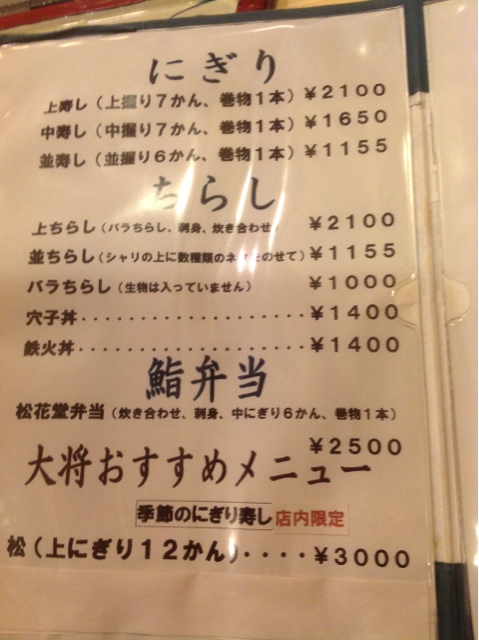 にぎり
上寿し（上握り７かん、巻物１本）￥２１００
中寿し（中握り７かん、巻物１本）￥１６５０
並寿し（並握り６かん、巻物１本）￥１１５５
ちらし
上ちらし（バラちらし、刺身、炊き合わせ）￥２１００
並ちらし（シャリの上に数種類のネタをのせて）￥１１５５
バラちらし（生物は入っていません）￥１０００
穴子丼・・・・・・・・・・・・・・・・・・・￥１４００
鉄火丼・・・・・・・・・・・・・・・・・・・￥１４００
鮨弁当
松花堂弁当（炊き合わせ、刺身、中にぎり６かん、巻物１本）
￥２５００
大将おすすめメニュー
季節のにぎり寿し 店内限定
松（上にぎり１２かん）・・・・￥３０００